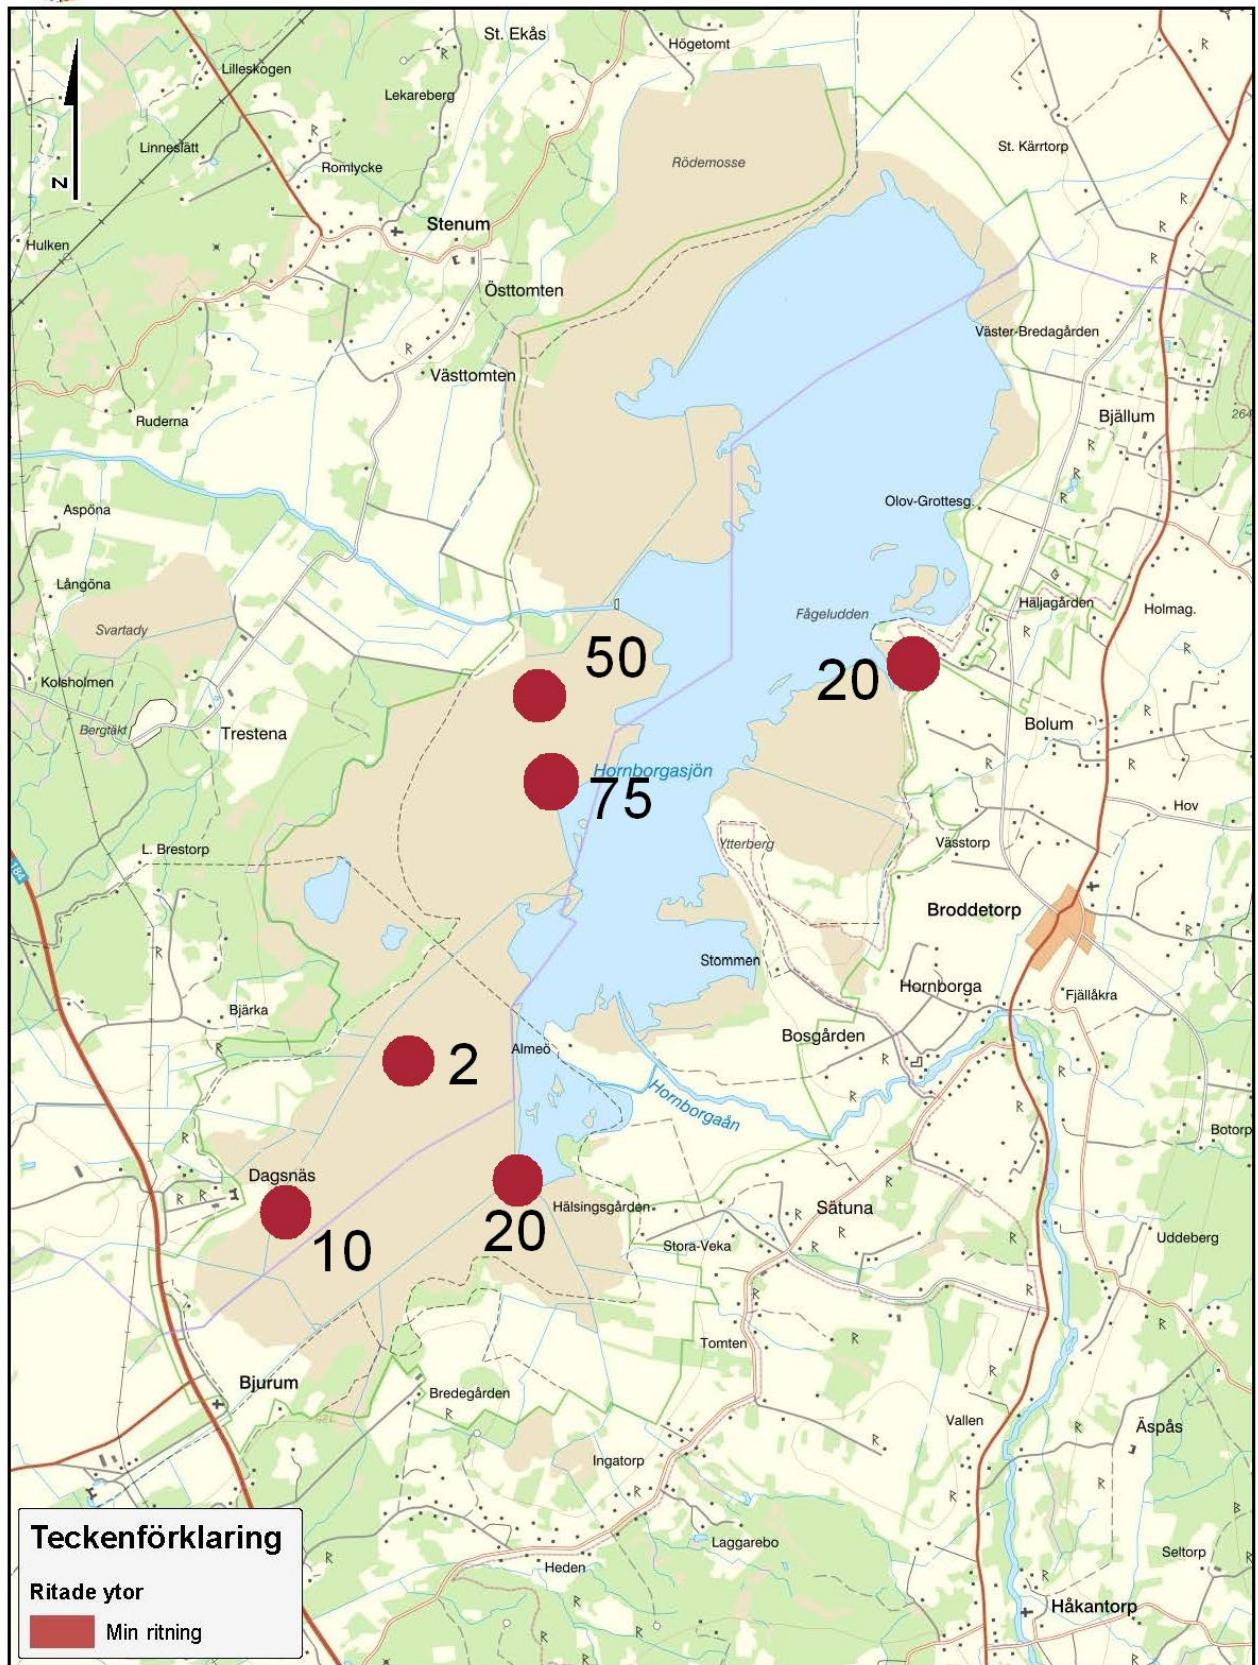 St. Ekås
Högetomt
Lilleskogen
Lekareberg
Linneslätt
Romlycke
Rödemosse
St. Kärrtorp
N
Stenum
Hulken
Östtomten
Väster-Bredagården
Västtomten
Ruderna
Bjällum
264
Olov-Grottesg.
Aspöna
Långöna
Häljagården
Holmag.
Svartady
Fågeludden
50
20
Kolsholmen
Bergtäkt
Trestena
Bolum
Hornborgasjön
75
Hov
L. Brestorp
Ytterberg
Västorp
184
Broddetorp
Stommen
Hornborga
Fjällåkra
Bjärka
Bosgården
Almeö
2
Hornborgaån
Botorp
Dagsnäs
Hälsingsgården
Sätuna
10
20
Stora-Veka
Uddeberg
Tomten
Bjurum
Bredegården
Vallen
Äspås
Ingatorp
Laggarebo
Heden
Seltorp
Håkantorp
Teckenförklaring
Ritade ytor
Min ritning